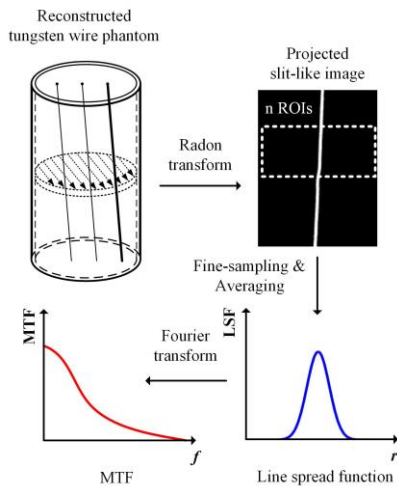 Reconstructed
tungsten wire phantom
Projected
slit-like image
n ROIs
Radon
transform
Fine-sampling &
Averaging
MTF
Fourier
transform
LSF
f
r
MTF
Line spread function